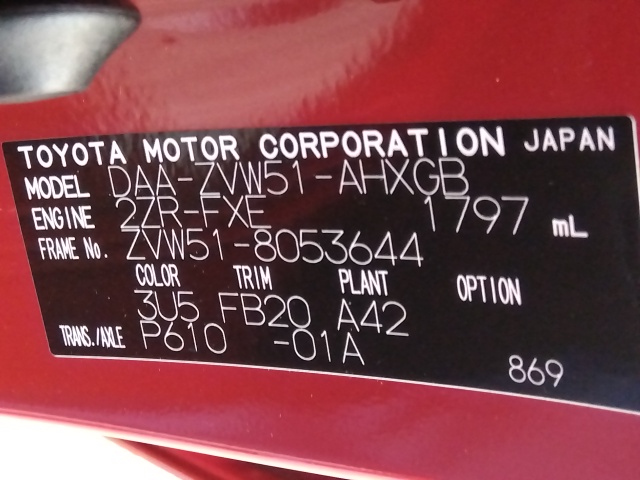 TOYOTA MOTOR CORPORATION JAPAN
MODEL DAA-ZVW51-AHXGB
ENGINE 2ZR-FXE 1797 mL
FRAME No. ZVW51-8053644
COLOR TRIM PLANT OPTION
3U5 FB20 A42
TRANS./AXLE P610 -01A
869